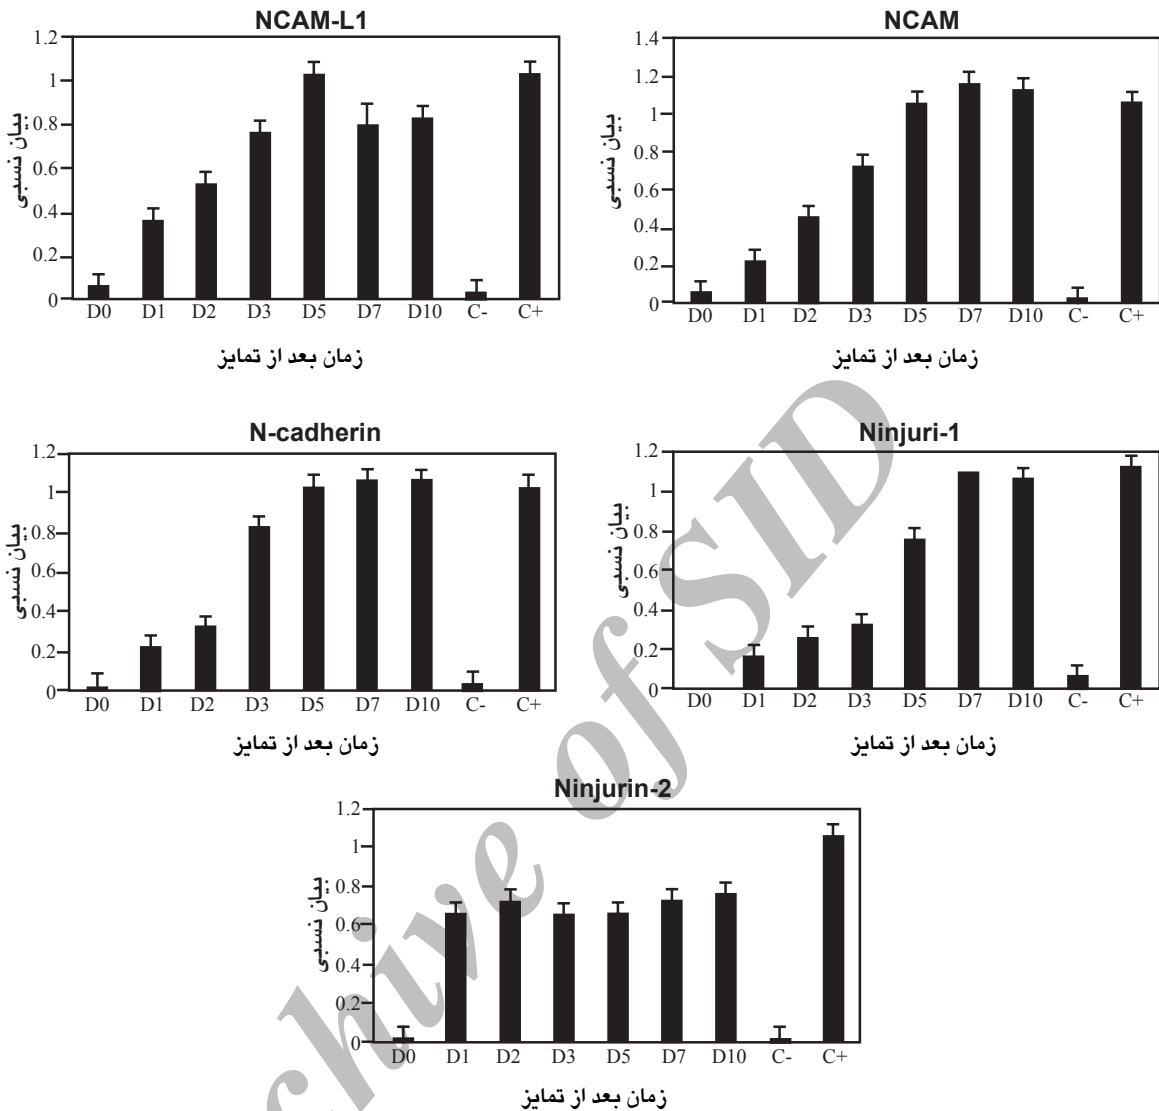 NCAM-L1
1.2
1
0.8
0.6
0.4
0.2
0
بیان نسبی
D0 D1 D2 D3 D5 D7 D10 C- C+
زمان بعد از تمایز
NCAM
1.4
1.2
1
0.8
0.6
0.4
0.2
0
بیان نسبی
D0 D1 D2 D3 D5 D7 D10 C- C+
زمان بعد از تمایز
N-cadherin
1.2
1
0.8
0.6
0.4
0.2
0
بیان نسبی
D0 D1 D2 D3 D5 D7 D10 C- C+
زمان بعد از تمایز
Ninjuri-1
1.2
1
0.8
0.6
0.4
0.2
0
بیان نسبی
D0 D1 D2 D3 D5 D7 D10 C- C+
زمان بعد از تمایز
Ninjurin-2
1.2
1
0.8
0.6
0.4
0.2
0
بیان نسبی
D0 D1 D2 D3 D5 D7 D10 C- C+
زمان بعد از تمایز
chive of SID